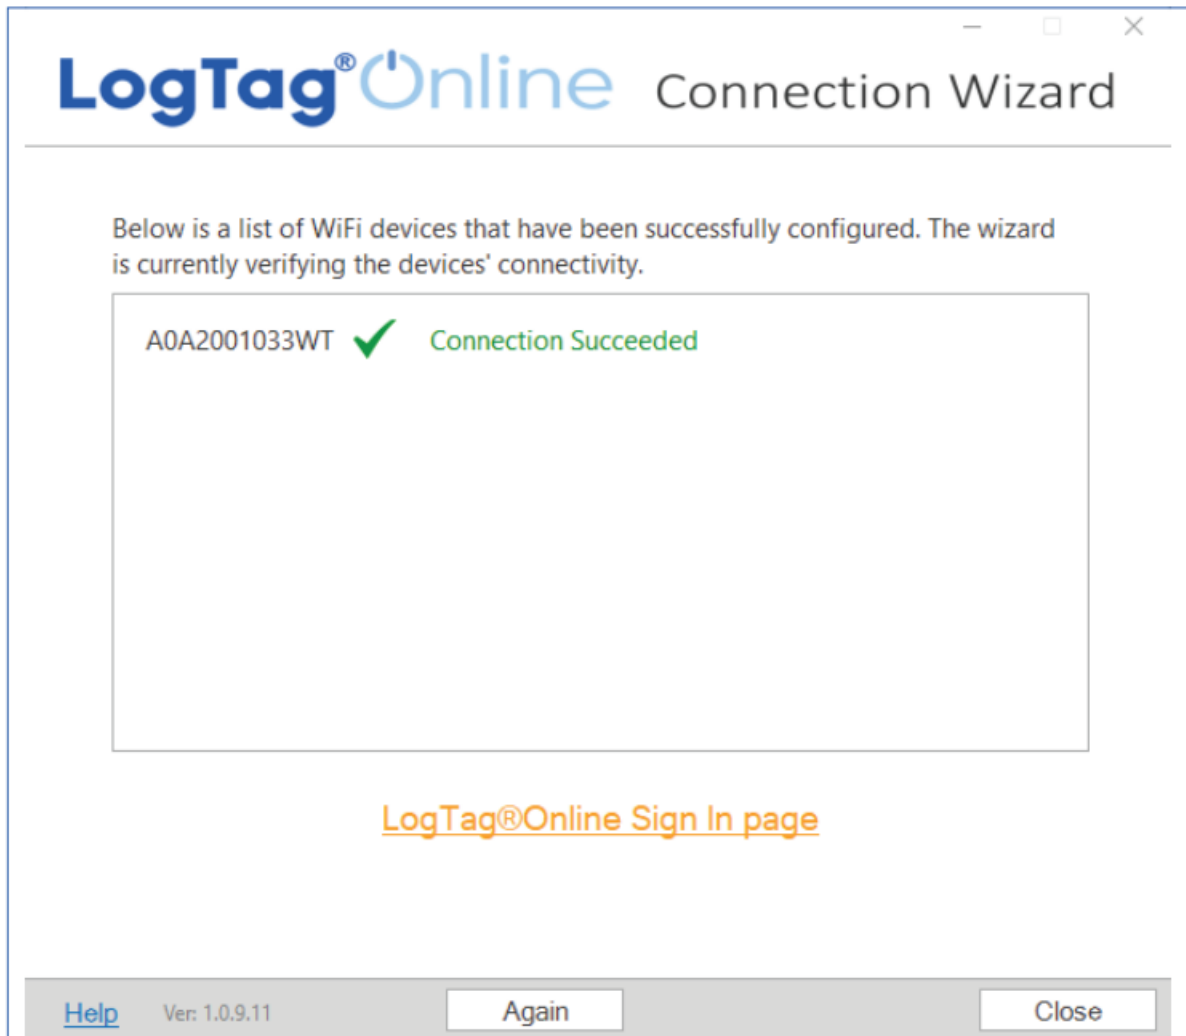 LogTag®Online Connection Wizard
Below is a list of WiFi devices that have been successfully configured. The wizard
is currently verifying the devices' connectivity.
A0A2001033WT Connection Succeeded
LogTag®Online Sign In page
Help Ver: 1.0.9.11 Again Close